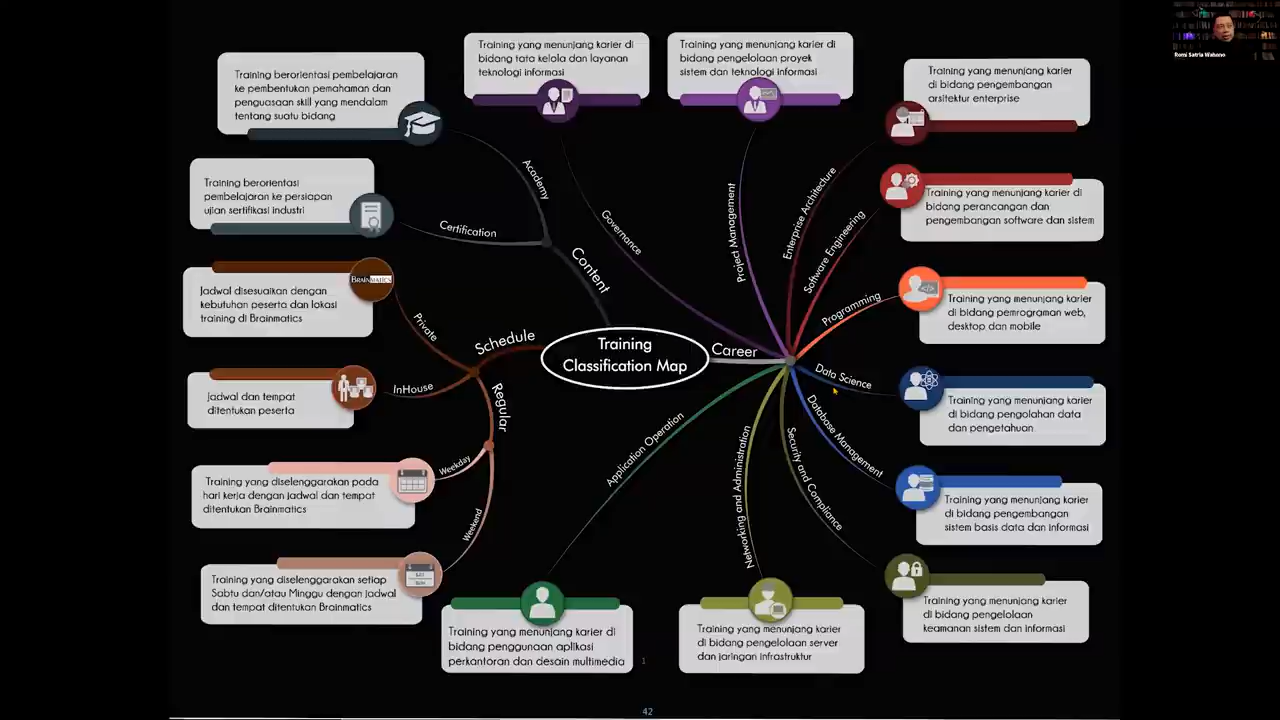 Training berorientasi pembelajaran
ke pembentukan pemahaman dan
penguasaan skill yang mendalam
tentang suatu bidang
Training yang menunjang karier di
bidang tata kelola dan layanan
teknologi informasi
Training yang menunjang karier di
bidang pengelolaan proyek
sistem dan teknologi informasi
Training yang menunjang karier
di bidang pengembangan
arsitektur enterprise
Romi Satria Wahono
Training berorientasi
pembelajaran ke persiapan
ujian sertifikasi industri
Academy
Certification
Content
Governance
Project Management
Enterprise Architecture
Software Engineering
Training yang menunjang karier di
bidang perancangan dan
pengembangan software dan sistem
Jadwal disesuaikan dengan
kebutuhan peserta dan lokasi
training di Brainmatics
BRAINMATICS
Private
Schedule
Training
Classification Map
Career
Programming
Training yang menunjang karier
di bidang pemrograman web,
desktop dan mobile
Jadwal dan tempat
ditentukan peserta
InHouse
Regular
Data Science
Training yang menunjang karier
di bidang pengolahan data
dan pengetahuan
Training yang diselenggarakan pada
hari kerja dengan jadwal dan tempat
ditentukan Brainmatics
Weekday
Weekend
Application Operation
Networking and Administration
Security and Compliance
Database Management
Training yang menunjang karier
di bidang pengembangan
sistem basis data dan informasi
Training yang diselenggarakan setiap
Sabtu dan/atau Minggu dengan jadwal
dan tempat ditentukan Brainmatics
Training yang menunjang karier di
bidang penggunaan aplikasi
perkantoran dan desain multimedia
Training yang menunjang karier
di bidang pengelolaan server
dan jaringan infrastruktur
Training yang menunjang karier
di bidang pengelolaan
keamanan sistem dan informasi
1
42